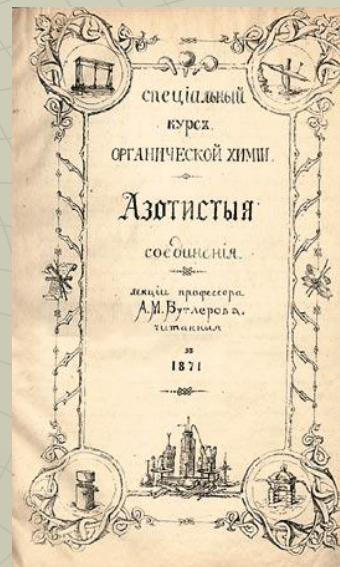 спеціальный
курсъ
ОРГАНИЧЕСКОЙ ХИМІИ.
Азотистыя
соединенія.
лекціи профессора
А.М.Бутлерова.
читанныя
въ
1871